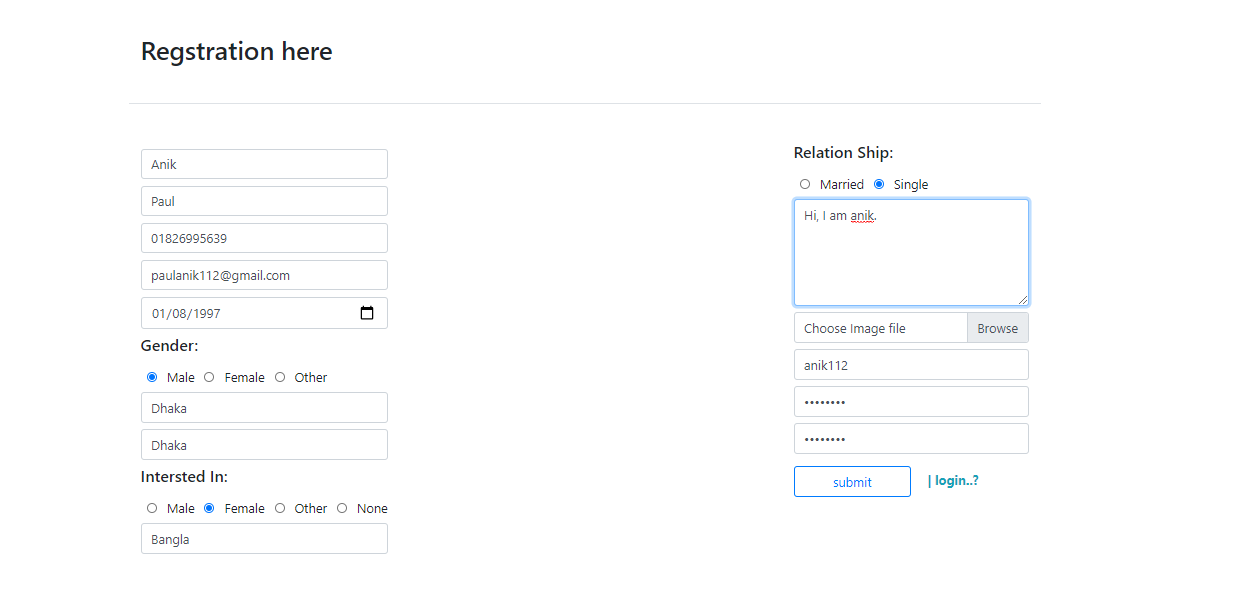 Regstration here
Anik
Paul
01826995639
paulanik112@gmail.com
01/08/1997
Gender:
Male Female Other
Dhaka
Dhaka
Intersted In:
Male Female Other None
Bangla
Relation Ship:
Married Single
Hi, I am anik.
Choose Image file Browse
anik112
••••••••
••••••••
submit | login..?